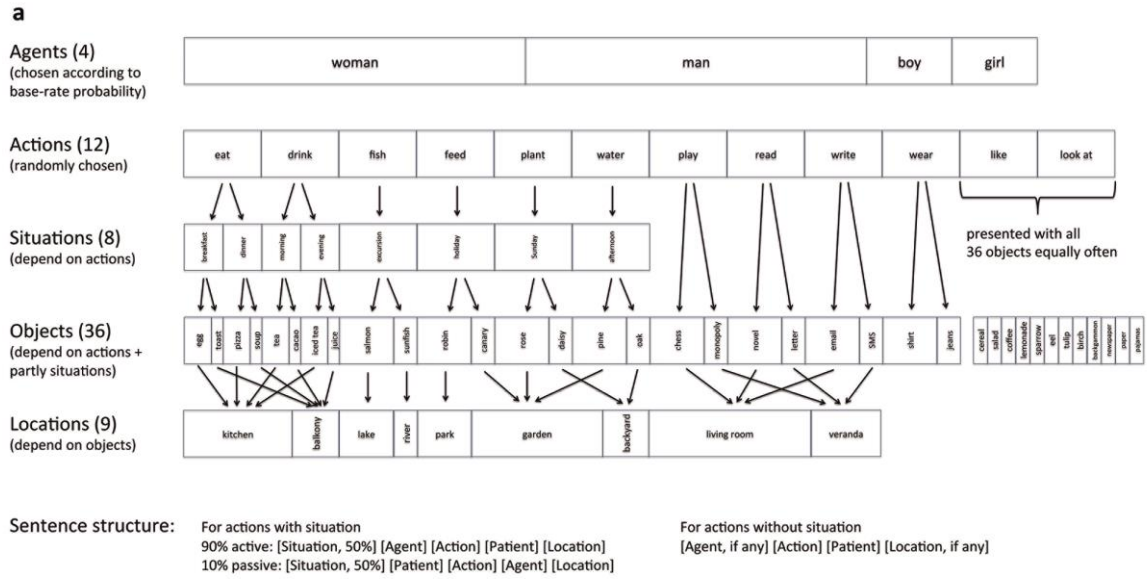 a
Agents (4)
(chosen according to
base-rate probability)
woman
man
boy
girl
Actions (12)
(randomly chosen)
eat
drink
fish
feed
plant
water
play
read
write
wear
like
look at
Situations (8)
(depend on actions)
breakfast
dinner
morning
evening
excursion
holiday
Sunday
afternoon
presented with all
36 objects equally often
Objects (36)
(depend on actions +
partly situations)
egg
toast
pizza
soup
tea
cacao
iced tea
juice
salmon
sunfish
robin
canary
rose
daisy
pine
oak
chess
monopoly
novel
letter
email
SMS
shirt
jeans
cereal
salad
coffee
lemonade
sparrow
eel
tulip
birch
backgammon
newspaper
paper
pajamas
Locations (9)
(depend on objects)
kitchen
balkony
lake
river
park
garden
backyard
living room
veranda
Sentence structure:
For actions with situation
90% active: [Situation, 50%] [Agent] [Action] [Patient] [Location]
10% passive: [Situation, 50%] [Patient] [Action] [Agent] [Location]
For actions without situation
[Agent, if any] [Action] [Patient] [Location, if any]